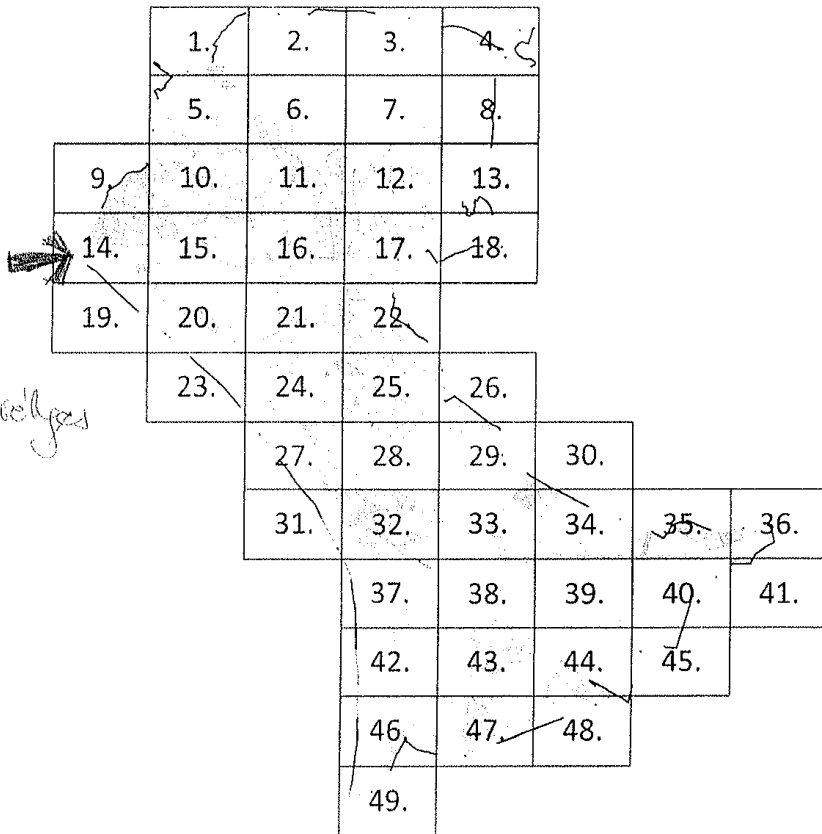 1. 2. 3. 4.
5. 6. 7. 8.
9. 10. 11. 12. 13.
14. 15. 16. 17. 18.
19. 20. 21. 22.
23. 24. 25. 26.
27. 28. 29. 30.
31. 32. 33. 34. 35. 36.
37. 38. 39. 40. 41.
42. 43. 44. 45.
46. 47. 48.
49.